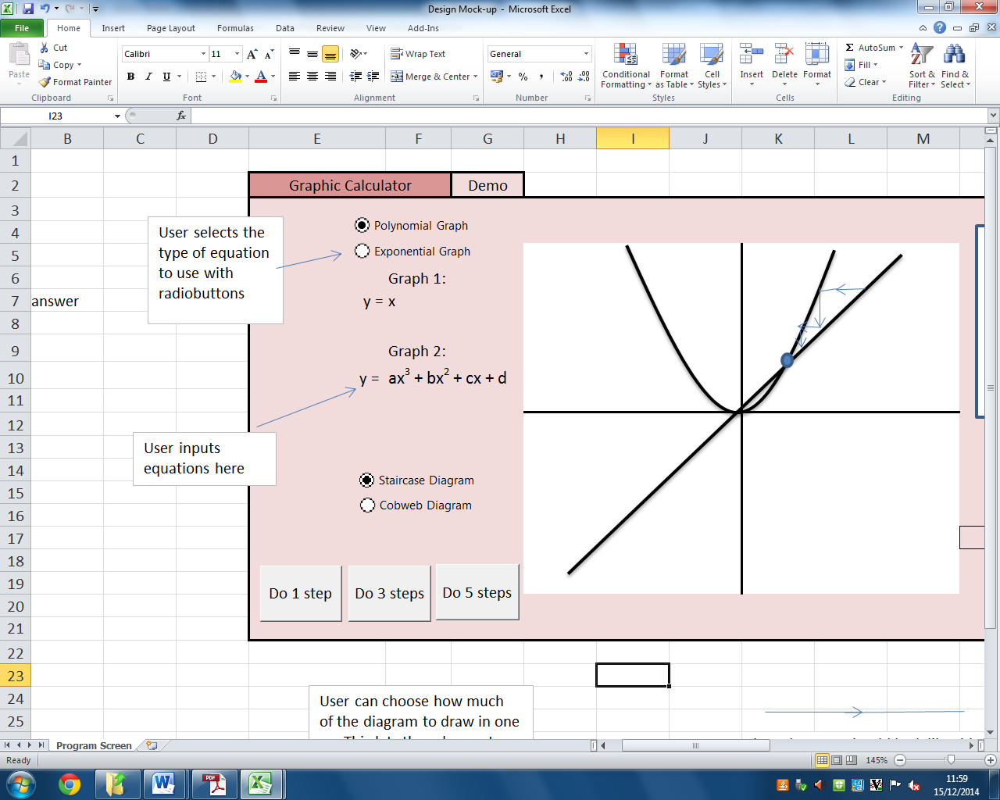 Design Mock-up - Microsoft Excel
File Home Insert Page Layout Formulas Data Review View Add-Ins
Paste
Cut
Copy
Format Painter
Clipboard
Calibri 11
B I U
Font
Wrap Text
Merge & Center
Alignment
General
Number
Conditional Formatting
Format as Table
Cell Styles
Styles
Insert Delete Format
Cells
AutoSum
Fill
Clear
Sort & Filter
Find & Select
Editing
I23 fx
B C D E F G H I J K L M
1
2
3
4
5
6
7
8
9
10
11
12
13
14
15
16
17
18
19
20
21
22
23
24
25
Graphic Calculator Demo
User selects the
type of equation
to use with
radiobuttons
Polynomial Graph
Exponential Graph
Graph 1:
y = x
answer
Graph 2:
y = ax³ + bx² + cx + d
User inputs
equations here
Staircase Diagram
Cobweb Diagram
Do 1 step Do 3 steps Do 5 steps
User can choose how much
of the diagram to draw in one
Program Screen
Ready 145%
11:59
15/12/2014